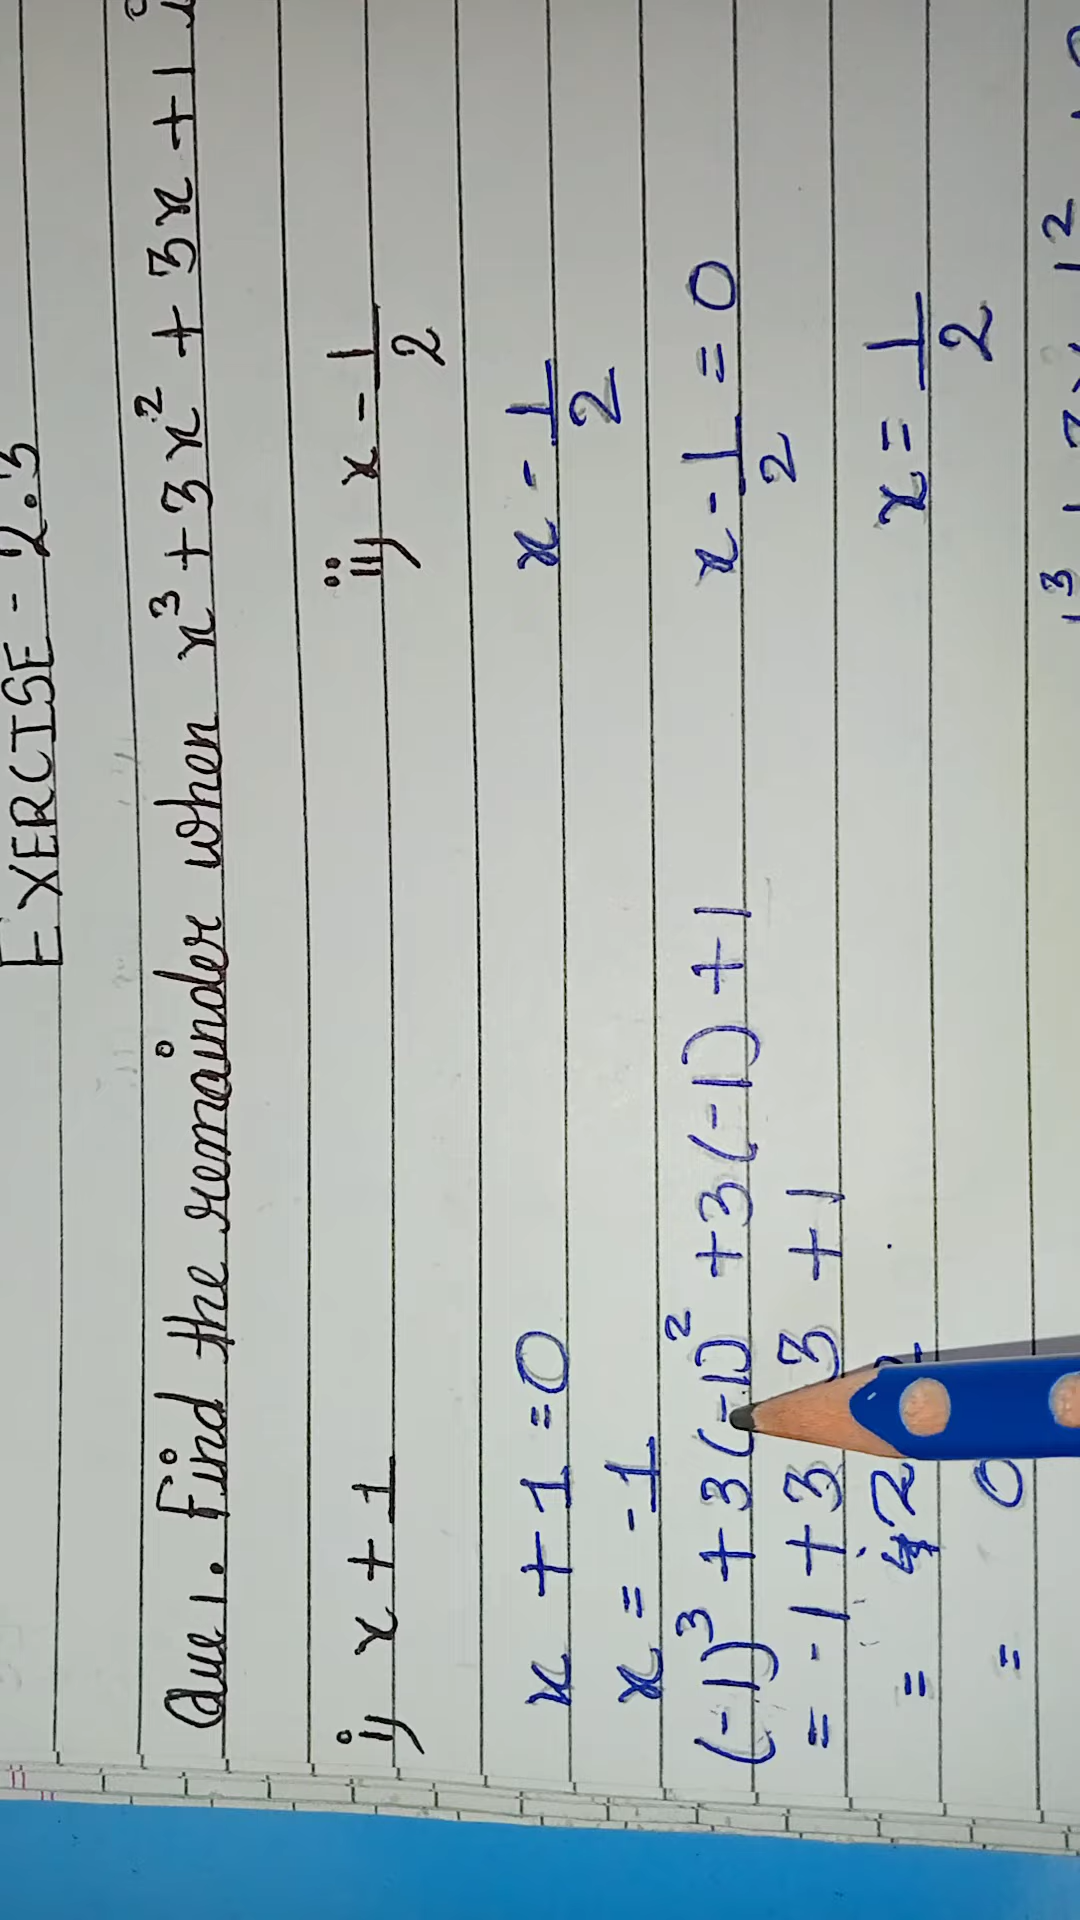 EXERCISE - 2.3
Que 1. Find the remainder when x³ + 3x² + 3x + 1
i) x + 1 ii) x - 1/2
x + 1 = 0 x - 1/2
x = -1
(-1)³ + 3(-1)² + 3(-1) + 1 x - 1/2 = 0
= -1 + 3 3 + 1
= 2 x = 1/2
= 0